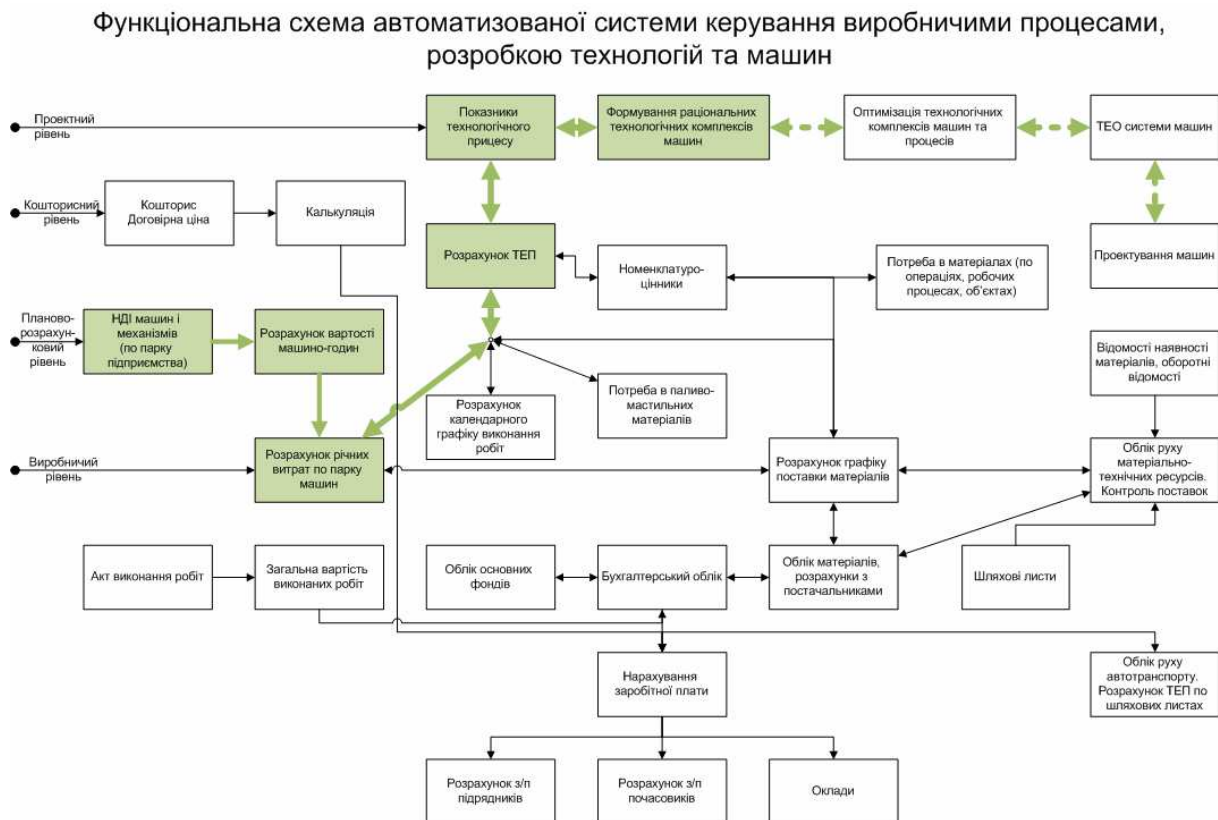 Функціональна схема автоматизованої системи керування виробничими процесами,
розробкою технологій та машин
Проектний
рівень
Показники
технологічного
прицесу
Формування раціональних
технологічних комплексів
машин
Оптимізація технологічних
комплексів машин та
процесів
ТЕО системи машин
Кошторисний
рівень
Кошторис
Договірна ціна
Калькуляція
Розрахунок ТЕП
Номенклатуро-
цінники
Потреба в матеріалах (по
операціях, робочих
процесах, об’єктах)
Проектування машин
Планово-
розрахун-
ковий
рівень
НДІ машин і
механізмів
(по парку
підприємства)
Розрахунок вартості
машино-годин
Розрахунок
календарного
графіку виконання
робіт
Потреба в паливо-
мастильних
матеріалів
Відомості наявності
матеріалів, оборотні
відомості
Виробничий
рівень
Розрахунок річних
витрат по парку
машин
Розрахунок графіку
поставки матеріалів
Облік руху
матеріально-
технічних ресурсів.
Контроль поставок
Акт виконання робіт
Загальна вартість
виконаних робіт
Облік основних
фондів
Бухгалтерський облік
Облік матеріалів,
розрахунки з
постачальниками
Шляхові листи
Нарахування
заробітної плати
Облік руху
автотранспорту.
Розрахунок ТЕП по
шляхових листах
Розрахунок з/п
підрядників
Розрахунок з/п
почасовиків
Оклади